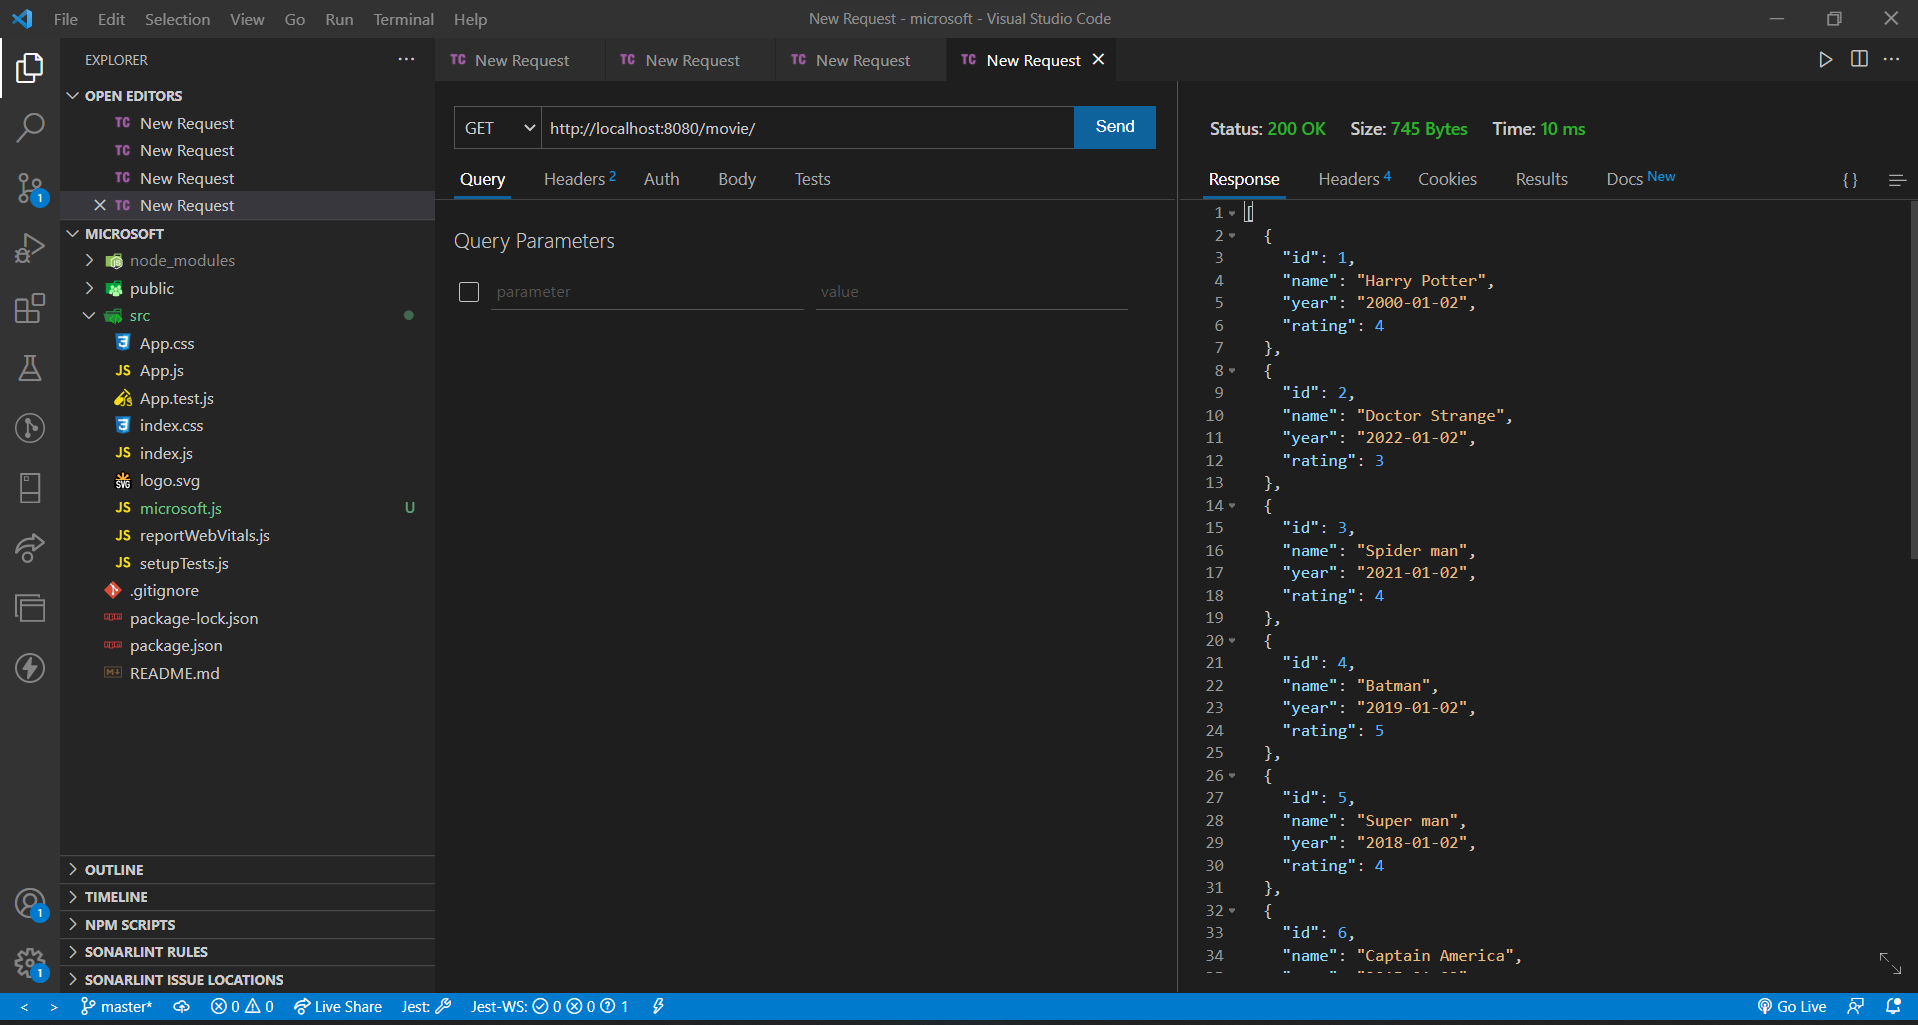 File Edit Selection View Go Run Terminal Help
New Request - microsoft - Visual Studio Code
EXPLORER
OPEN EDITORS
TC New Request
TC New Request
TC New Request
TC New Request
MICROSOFT
node_modules
public
src
App.css
JS App.js
App.test.js
index.css
JS index.js
SVG logo.svg
JS microsoft.js U
JS reportWebVitals.js
JS setupTests.js
.gitignore
package-lock.json
package.json
README.md
OUTLINE
TIMELINE
NPM SCRIPTS
SONARLINT RULES
SONARLINT ISSUE LOCATIONS
1
1
1
TC New Request TC New Request TC New Request TC New Request
GET http://localhost:8080/movie/ Send
Query Headers 2 Auth Body Tests
Query Parameters
parameter value
Status: 200 OK Size: 745 Bytes Time: 10 ms
Response Headers 4 Cookies Results Docs New {}
1 [
2 {
3 "id": 1,
4 "name": "Harry Potter",
5 "year": "2000-01-02",
6 "rating": 4
7 },
8 {
9 "id": 2,
10 "name": "Doctor Strange",
11 "year": "2022-01-02",
12 "rating": 3
13 },
14 {
15 "id": 3,
16 "name": "Spider man",
17 "year": "2021-01-02",
18 "rating": 4
19 },
20 {
21 "id": 4,
22 "name": "Batman",
23 "year": "2019-01-02",
24 "rating": 5
25 },
26 {
27 "id": 5,
28 "name": "Super man",
29 "year": "2018-01-02",
30 "rating": 4
31 },
32 {
33 "id": 6,
34 "name": "Captain America",
< > master* 0 0 Live Share Jest: Jest-WS: 0 0 1 Go Live